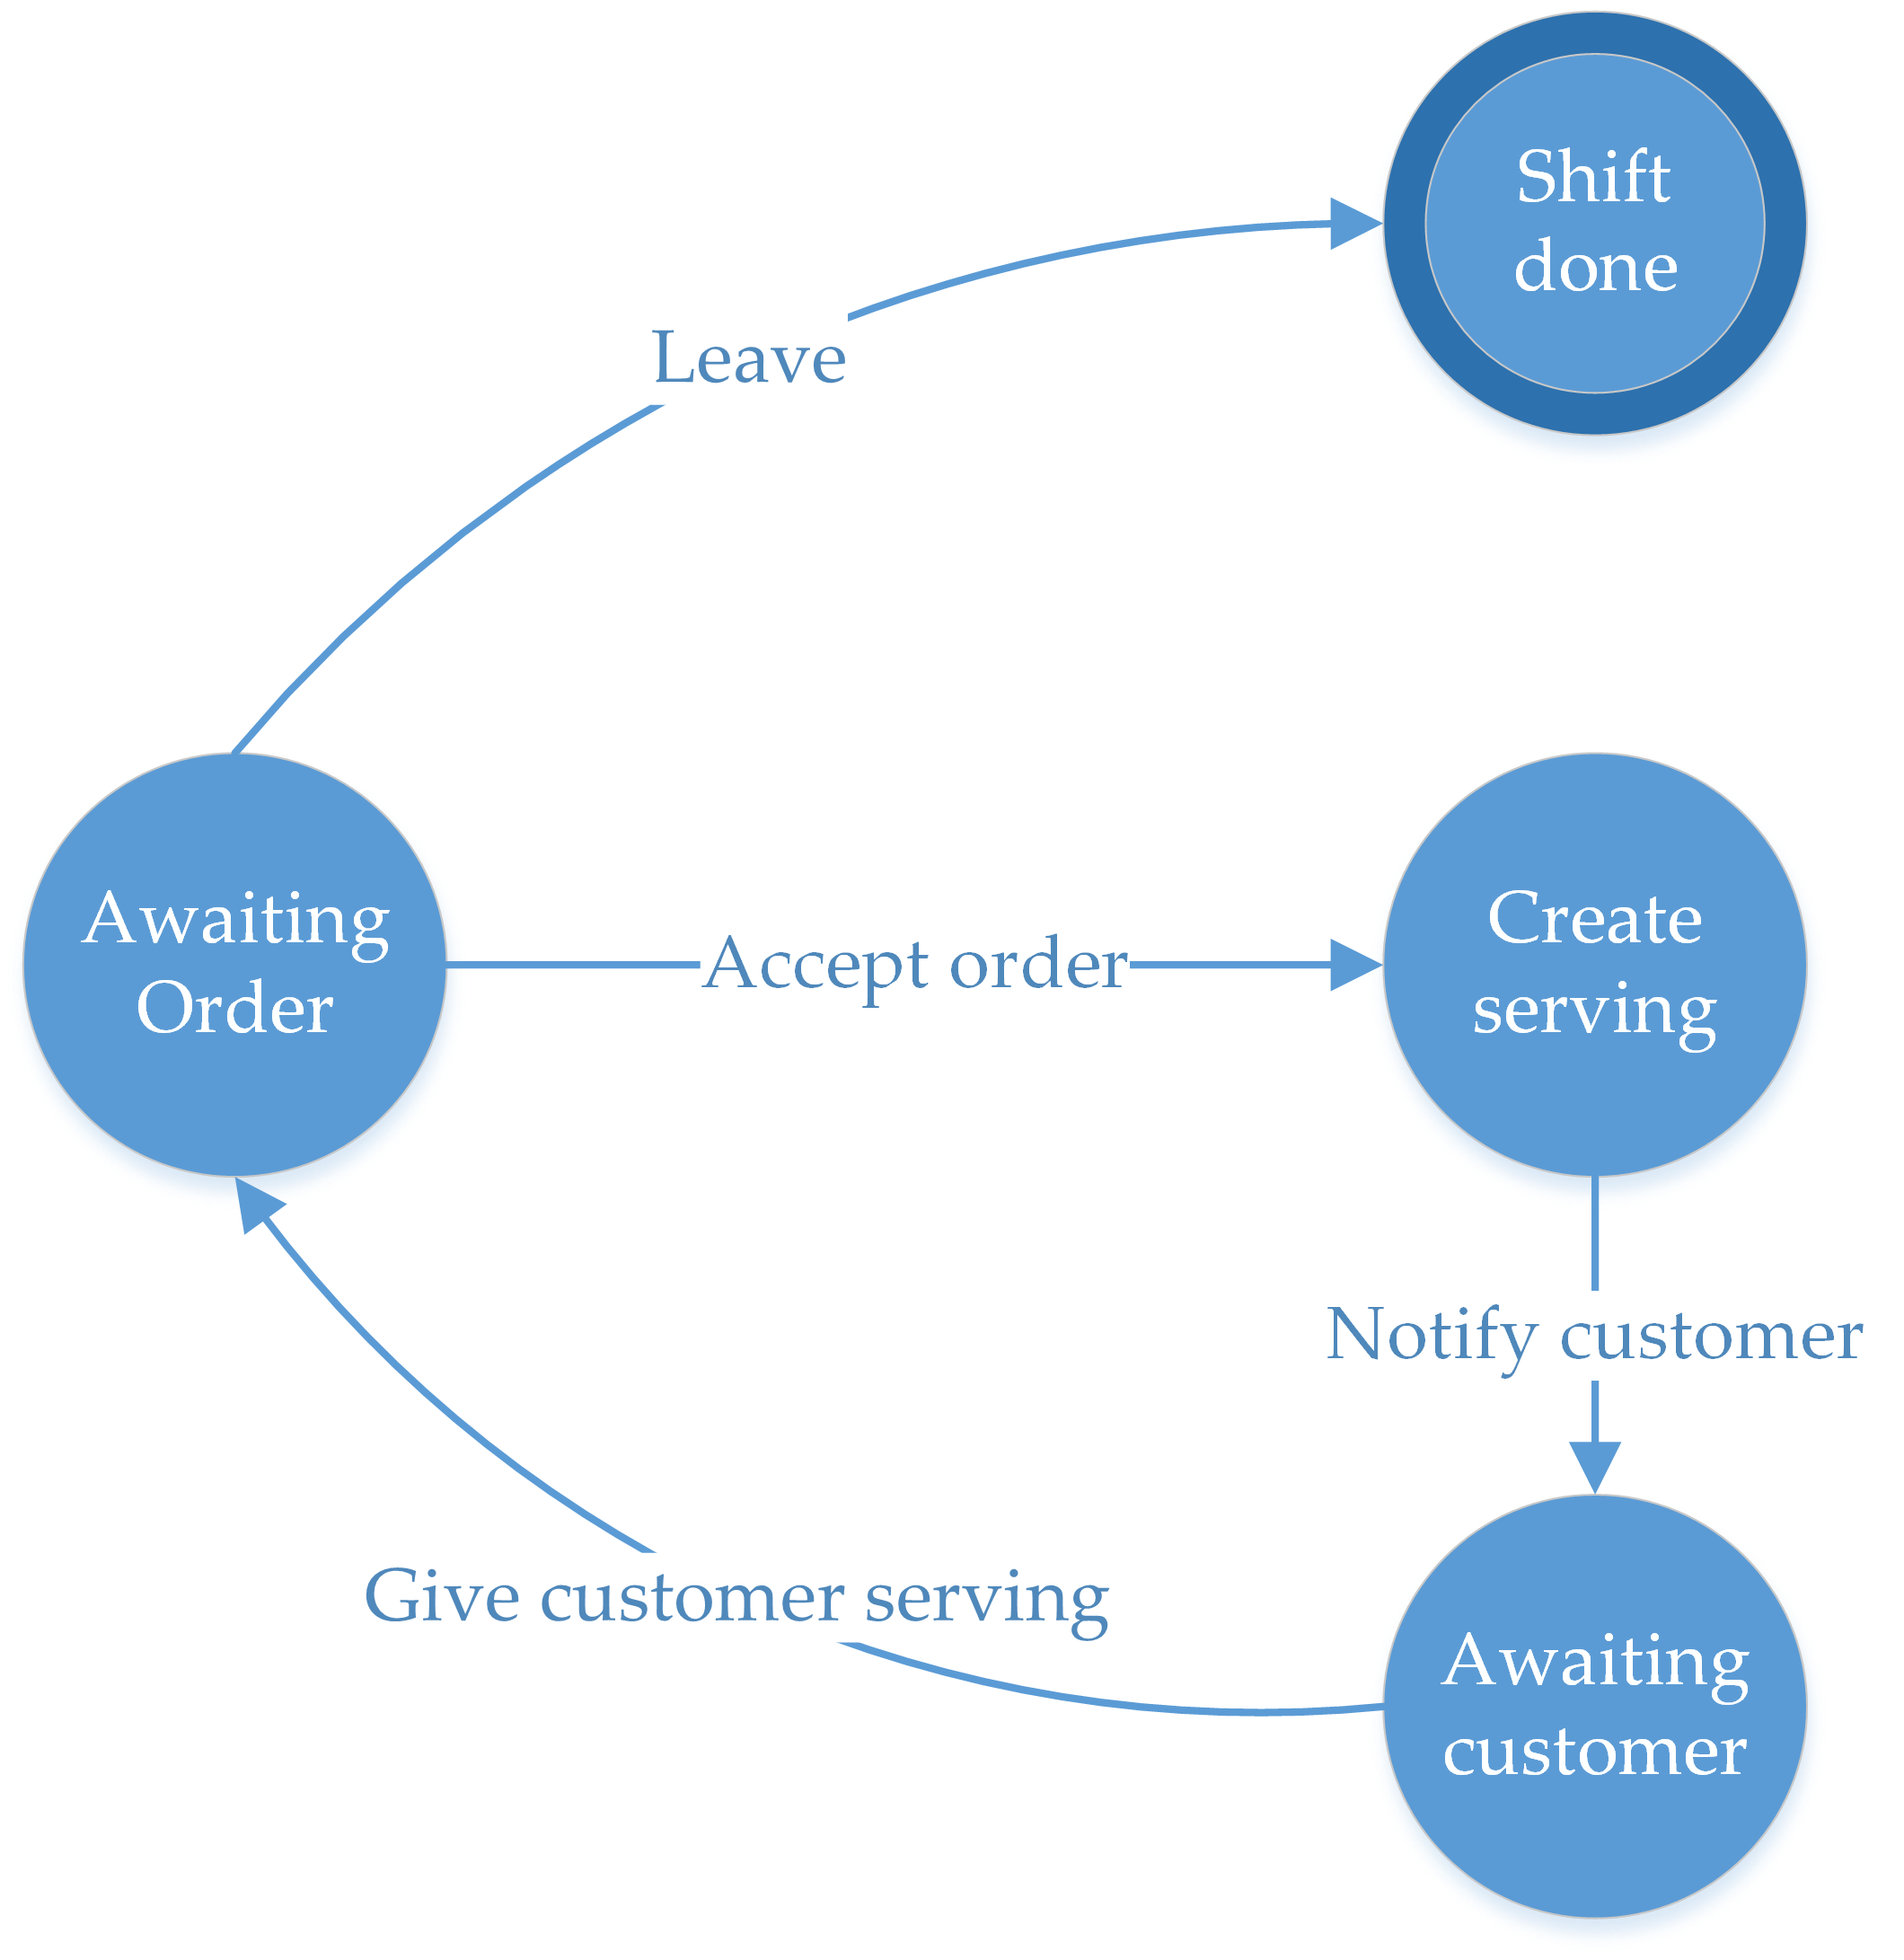 Shift
done
Leave
Awaiting
Order
Accept order
Create
serving
Notify customer
Give customer serving
Awaiting
customer